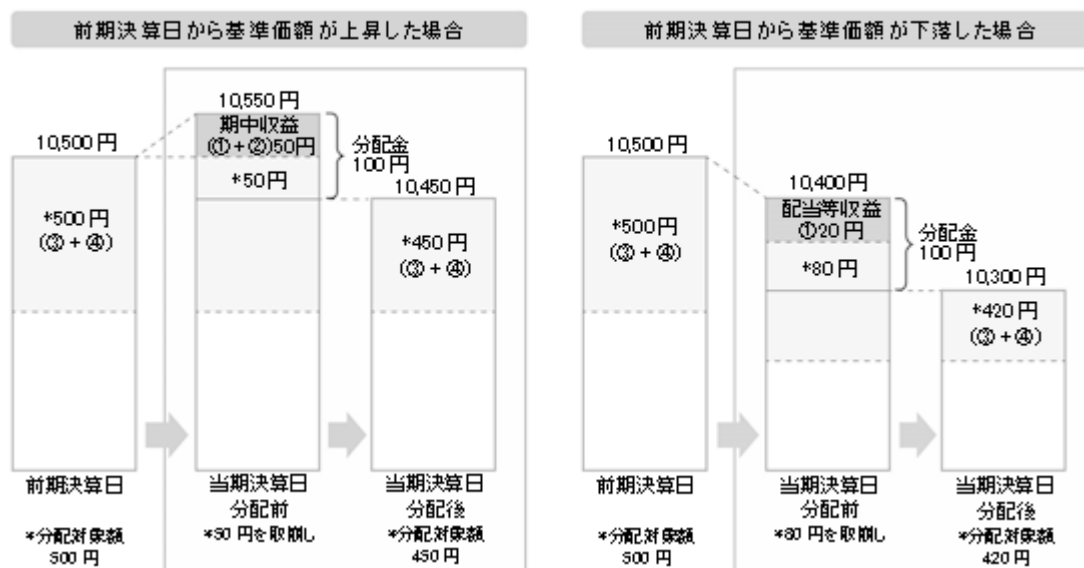 前期決算日から基準価額が上昇した場合
10,550円
期中収益
(①+②)50円
*50円
分配金
100円
10,500円
*500円
(③+④)
10,450円
*450円
(③+④)
前期決算日
*分配対象額
500円
当期決算日
分配前
*50円を取崩し
当期決算日
分配後
*分配対象額
450円
前期決算日から基準価額が下落した場合
10,500円
*500円
(③+④)
10,400円
配当等収益
①20円
*80円
分配金
100円
10,300円
*420円
(③+④)
前期決算日
*分配対象額
500円
当期決算日
分配前
*80円を取崩し
当期決算日
分配後
*分配対象額
420円